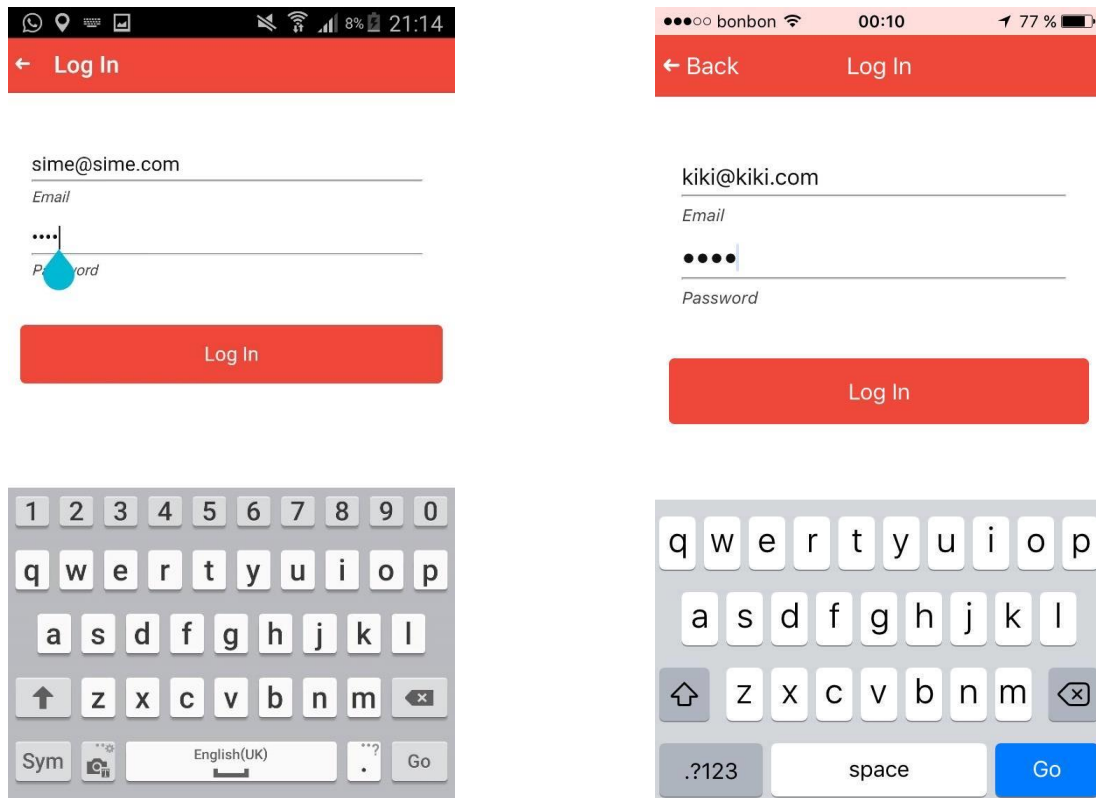 8% 21:14
Log In
sime@sime.com
Email
••••
P ord
Log In
1 2 3 4 5 6 7 8 9 0
q w e r t y u i o p
a s d f g h j k l
z x c v b n m
Sym English(UK) . Go
bonbon 00:10 77 %
Back Log In
kiki@kiki.com
Email
••••
Password
Log In
q w e r t y u i o p
a s d f g h j k l
z x c v b n m
.?123 space Go